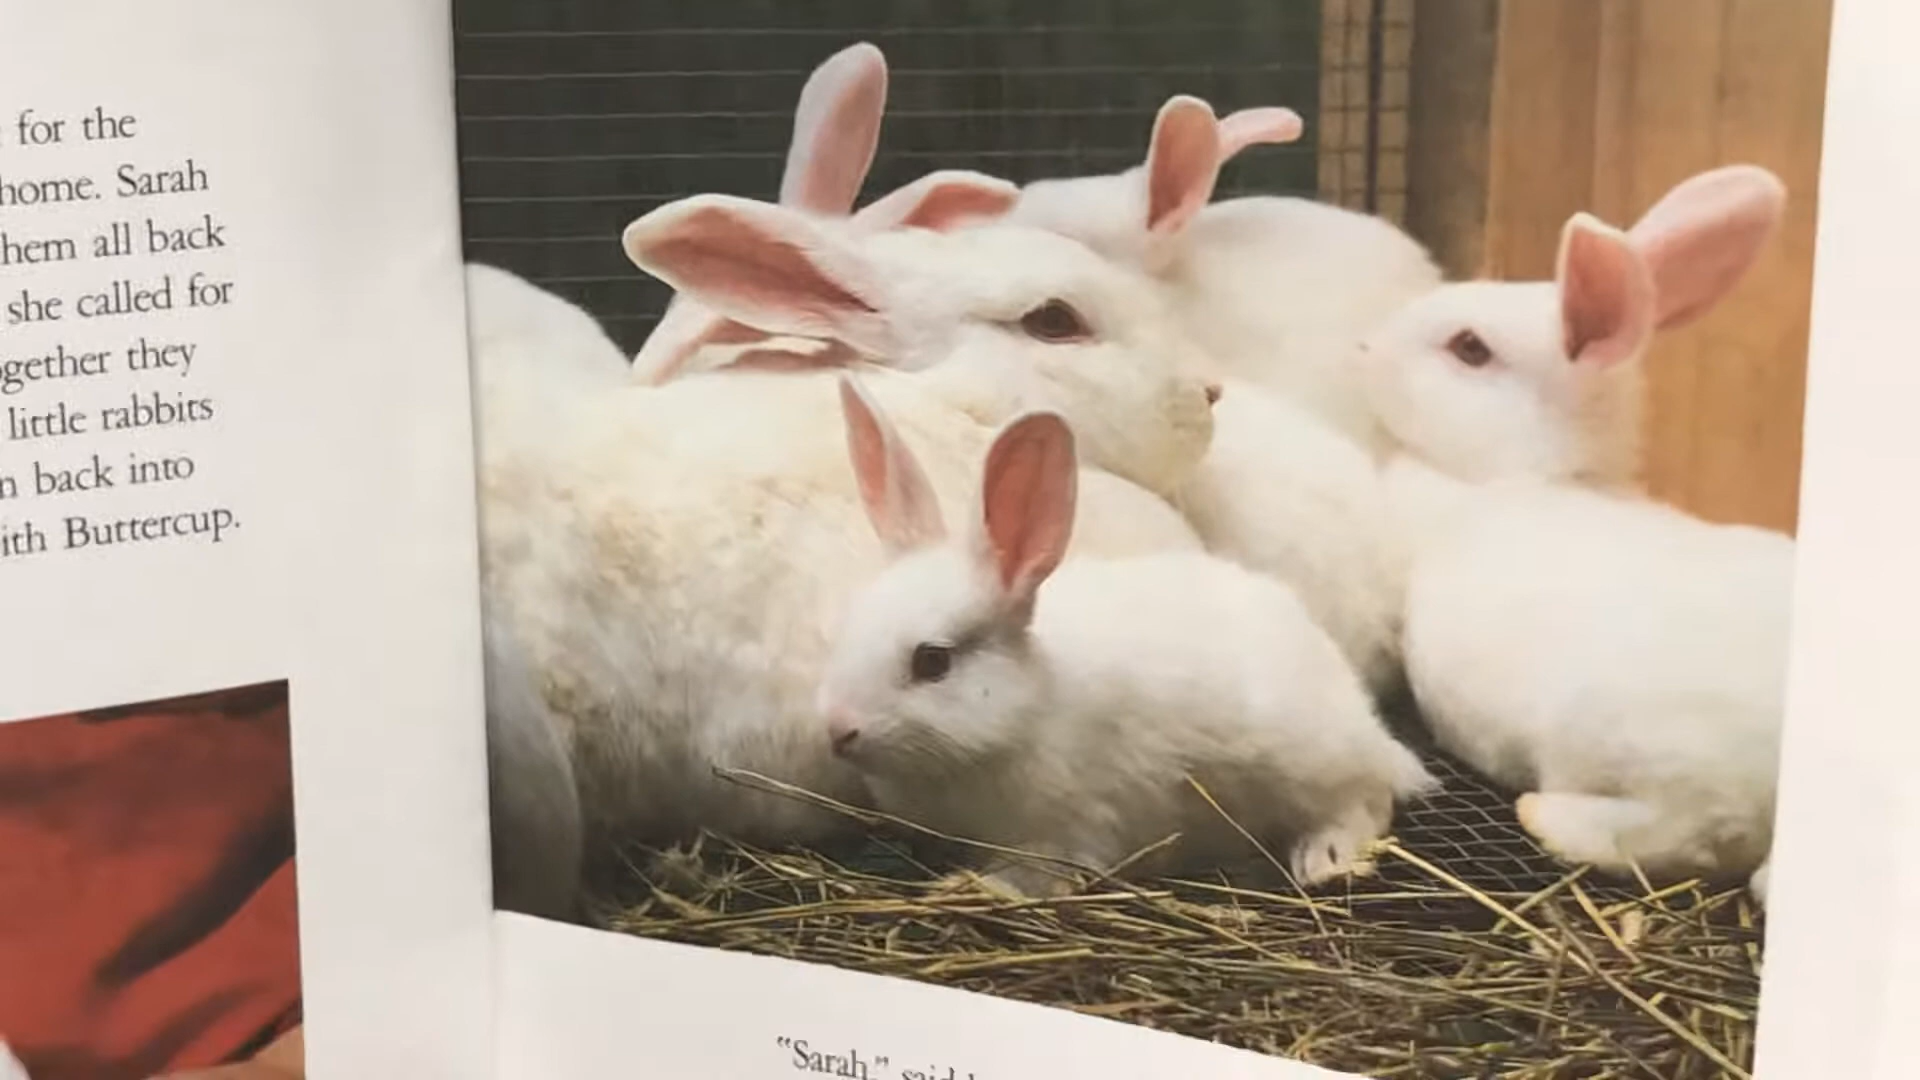 for the
home. Sarah
hem all back
she called for
gether they
little rabbits
back into
ith Buttercup.
“Sarah,” said